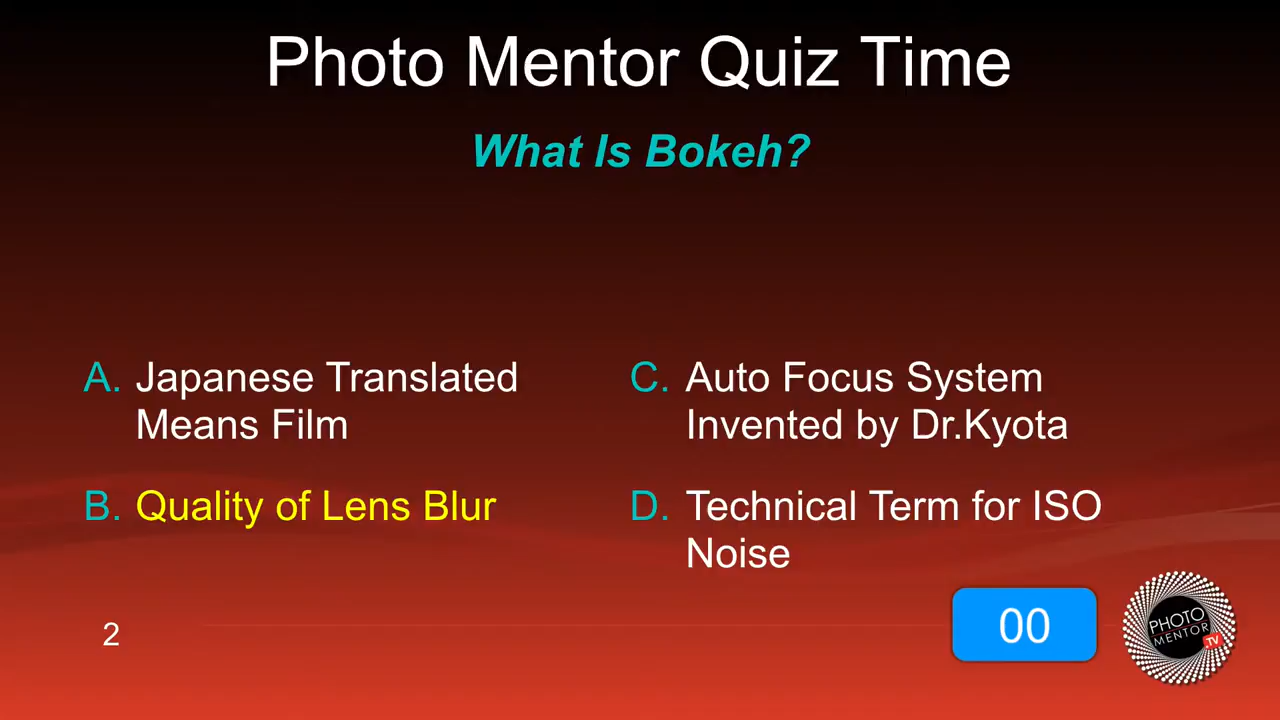 Photo Mentor Quiz Time
What Is Bokeh?
A. Japanese Translated
Means Film
B. Quality of Lens Blur
C. Auto Focus System
Invented by Dr.Kyota
D. Technical Term for ISO
Noise
2
00
PHOTO
MENTOR
TV